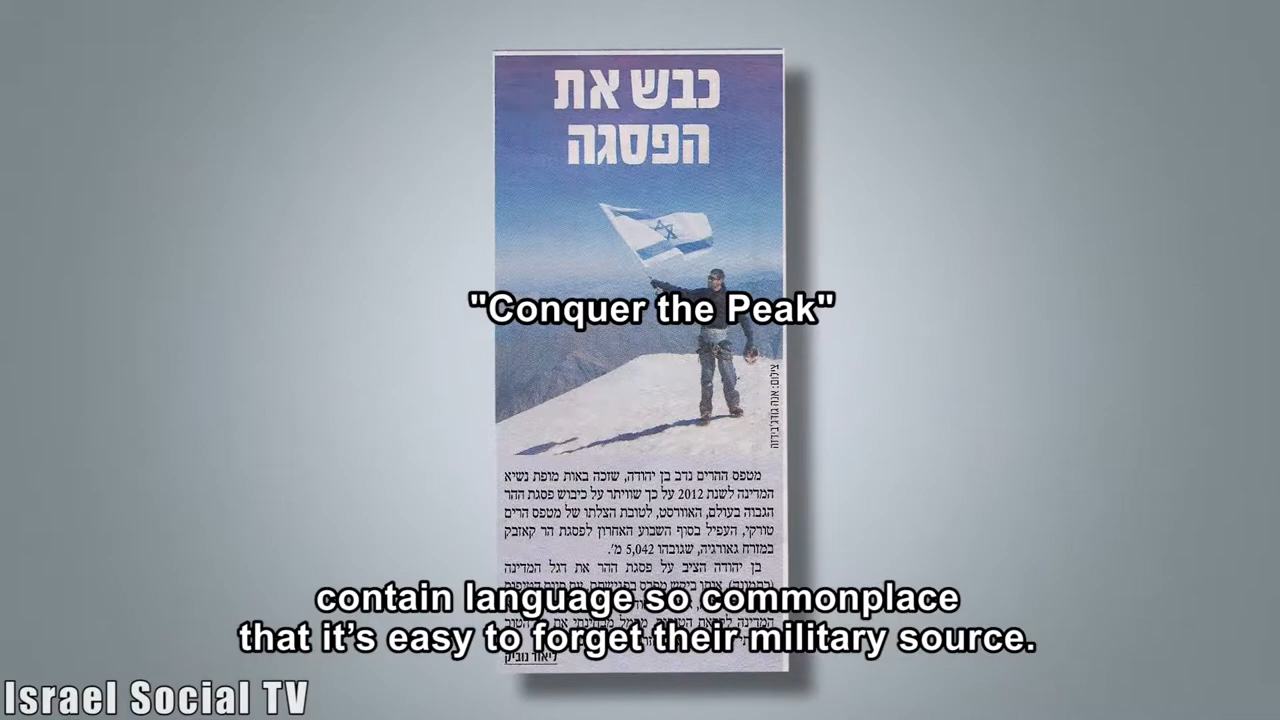 כבש את
הפסגה
"Conquer the Peak"
צילום:
מטפס ההרים נדב בן יהודה, שזכה באות מופת נשיא
המדינה לשנת 2012 על כך שוויתר על כיבוש פסגת ההר
הגבוה בעולם, האוורסט, לטובת הצלתו של מטפס הרים
טורקי, העפיל בסוף השבוע האחרון לפסגת הר קאזבק
במזרח גאורגיה, שגובהו 5,042 מ'.
בן יהודה הציב על פסגת ההר את דגל המדינה
contain language so commonplace
that it’s easy to forget their military source.
ליאור נוביק
Israel Social TV